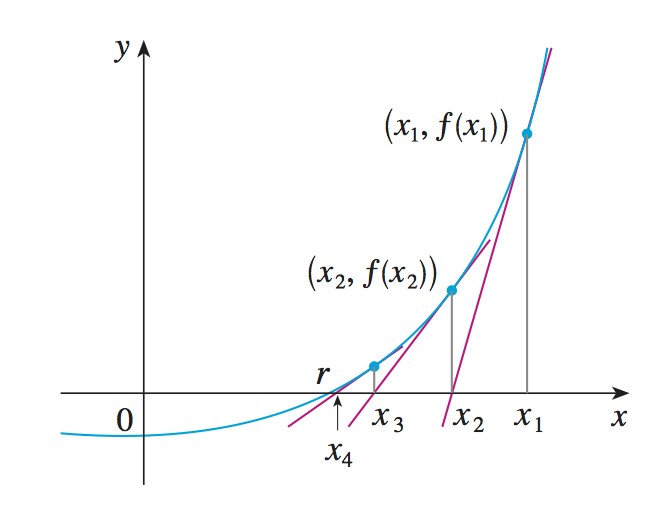 y
(x₁, f(x₁))
(x₂, f(x₂))
r
0
x₃
x₂
x₁
x
x₄